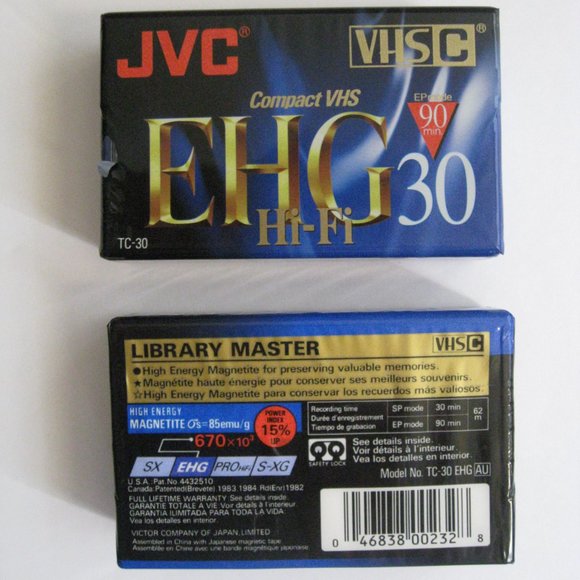 JVC®
VHS C®
Compact VHS
EP mode
90
min.
EHG 30
Hi-Fi
TC-30
LIBRARY MASTER
VHS C
●High Energy Magnetite for preserving valuable memories.
★Magnétite haute énergie pour conserver ses meilleurs souvenirs.
☆High Energy Magnetite para conservar los recuerdos más valiosos.
HIGH ENERGY
MAGNETITE σs=85emu/g
POWER
INDEX
15%
UP
670×10³
SX EHG PROHiFi S-XG
Recording time SP mode 30 min
Durée d'enregistrement
Tiempo de grabacion EP mode 90 min
62
m
SAFETY LOCK
See details inside.
Voir détails à l'interieur.
Vea los detalles en el interior.
Model No. TC-30 EHG AU
U.S.A. Pat. No 4432510
Canada. Patented(Brevete) 1983 1984 Rd(Enr)1982
FULL LIFETIME WARRANTY See details inside.
GARANTIE TOTALE A VIE Voir détails à l'intérieur.
GARANTIA ILIMITADA PARA TODA LA VIDA
Vea los detalles en el interior.
VICTOR COMPANY OF JAPAN, LIMITED
Assembled in China with Japanese magnetic tape.
Assemblée en Chine avec une bande magnétique japonaise.
0 46838 00232 8